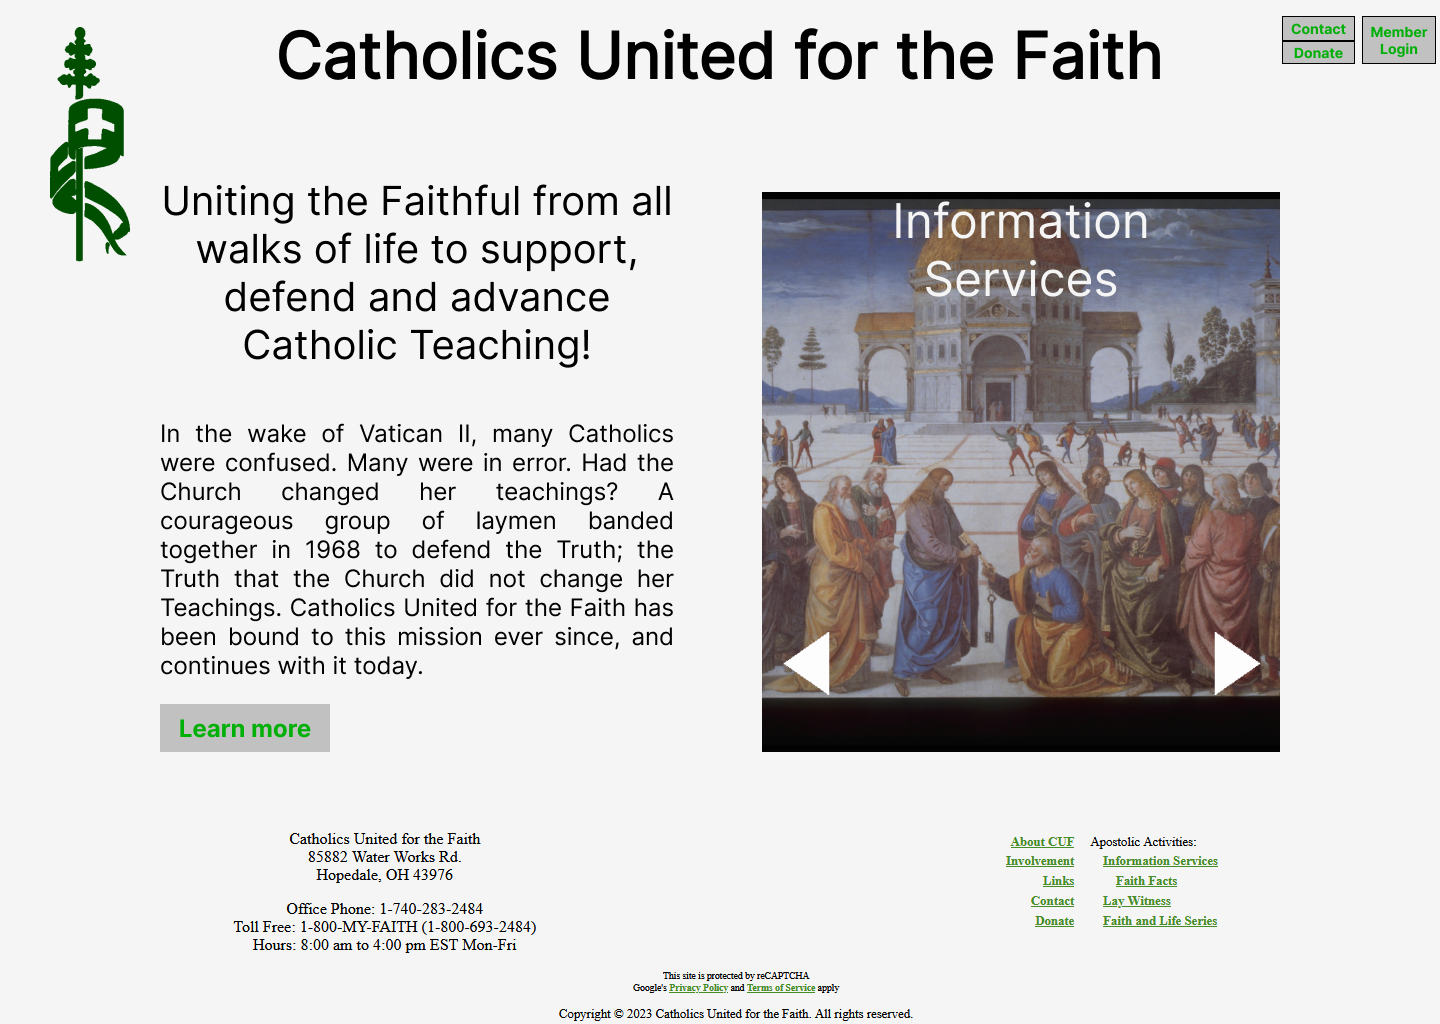 Catholics United for the Faith
Contact
Donate
Member
Login
Uniting the Faithful from all
walks of life to support,
defend and advance
Catholic Teaching!
In the wake of Vatican II, many Catholics
were confused. Many were in error. Had the
Church changed her teachings? A
courageous group of laymen banded
together in 1968 to defend the Truth; the
Truth that the Church did not change her
Teachings. Catholics United for the Faith has
been bound to this mission ever since, and
continues with it today.
Learn more
Information
Services
Catholics United for the Faith
85882 Water Works Rd.
Hopedale, OH 43976
Office Phone: 1-740-283-2484
Toll Free: 1-800-MY-FAITH (1-800-693-2484)
Hours: 8:00 am to 4:00 pm EST Mon-Fri
About CUF
Involvement
Links
Contact
Donate
Apostolic Activities:
Information Services
Faith Facts
Lay Witness
Faith and Life Series
This site is protected by reCAPTCHA
Google's Privacy Policy and Terms of Service apply
Copyright © 2023 Catholics United for the Faith. All rights reserved.